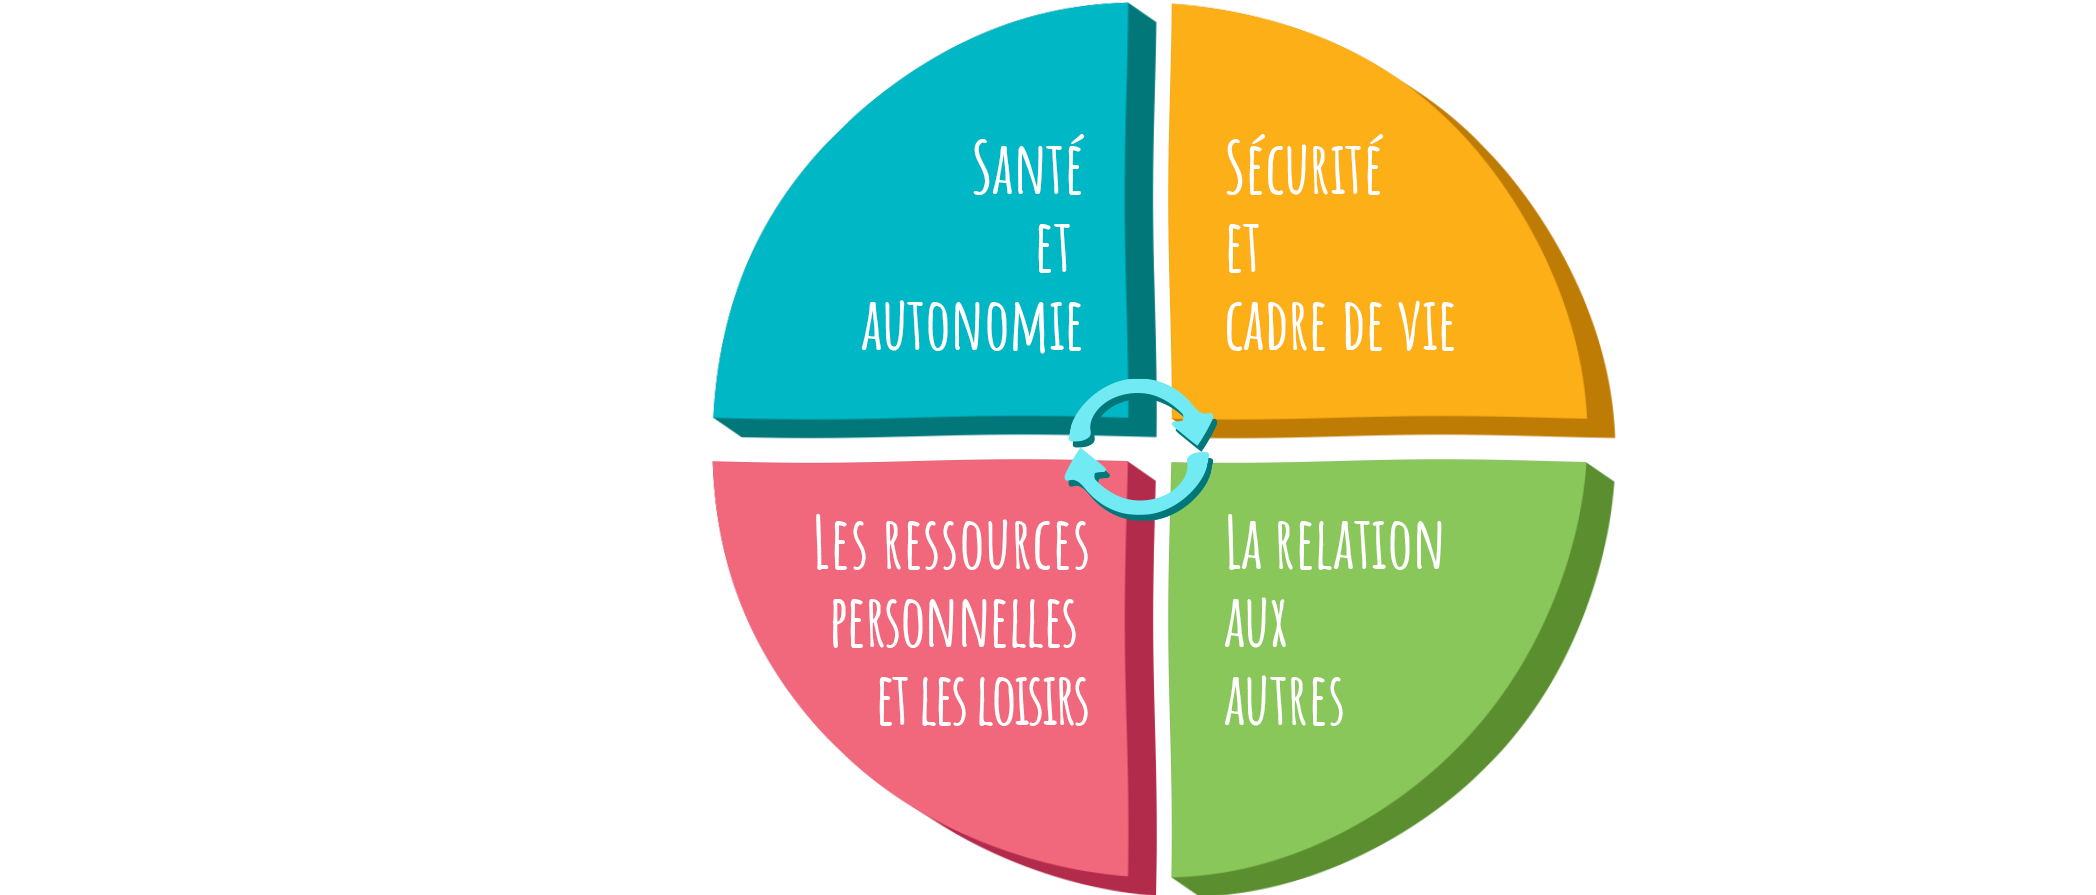 Santé
et
autonomie
Sécurité
et
cadre de vie
Les ressources
personnelles
et les loisirs
La relation
aux
autres